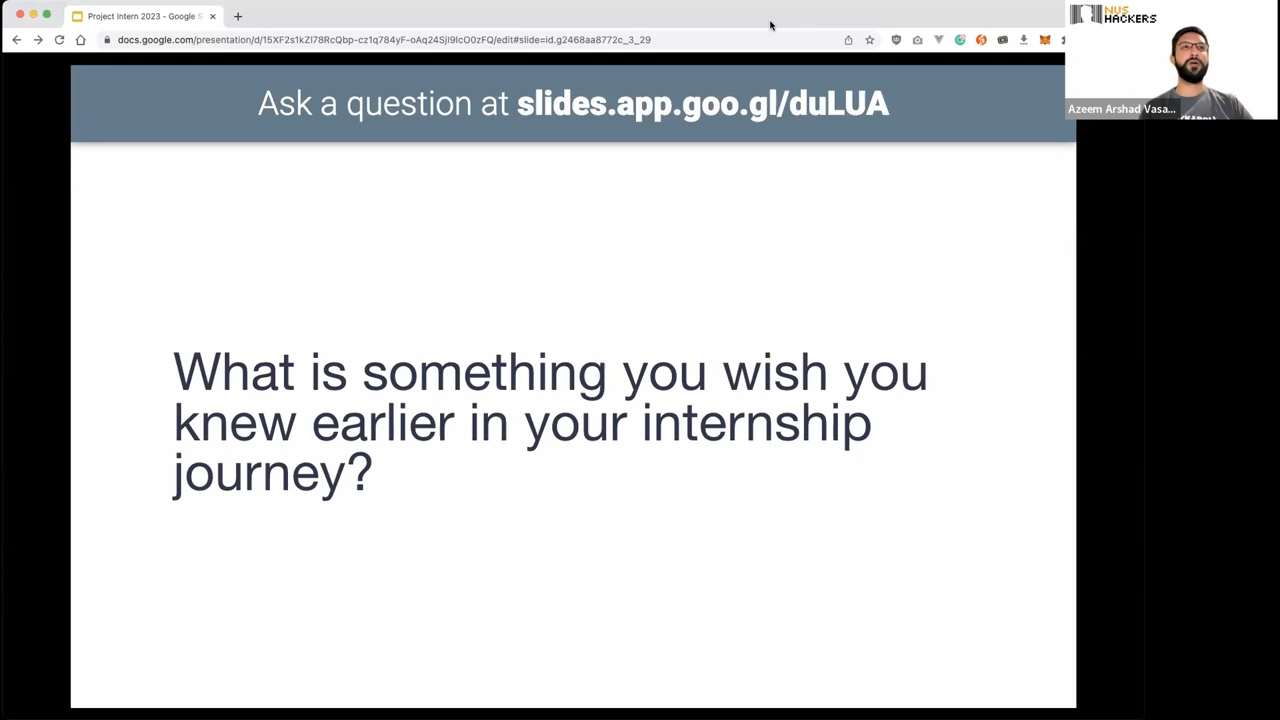 Project Intern 2023 - Google S
docs.google.com/presentation/d/15XF2s1kZl78RcQbp-cz1q784yF-oAq24SjI9IcO0zFQ/edit#slide=id.g2468aa8772c_3_29
NUS
HACKERS
Azeem Arshad Vasa...
Ask a question at slides.app.goo.gl/duLUA
What is something you wish you
knew earlier in your internship
journey?